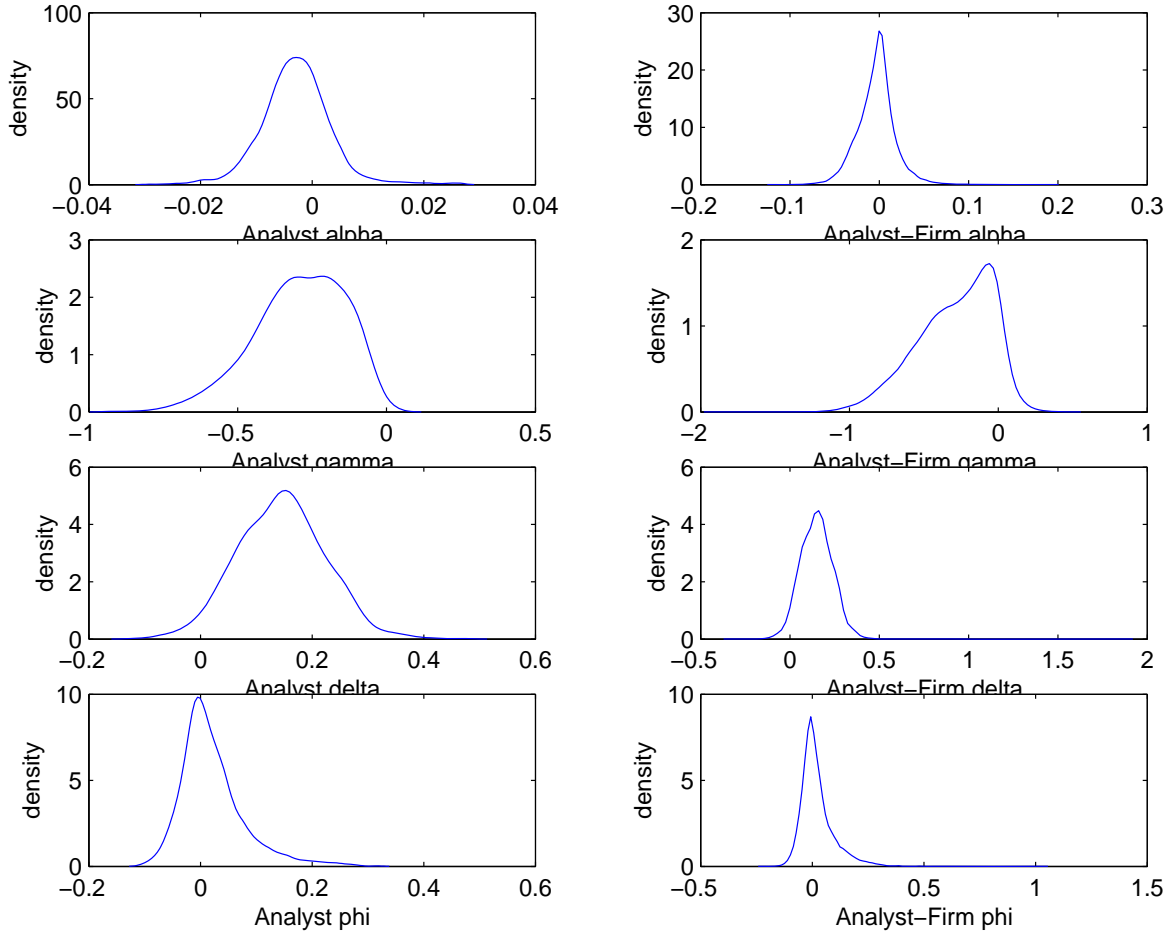 100
50
0
density
−0.04 −0.02 0 0.02 0.04
Analyst alpha
30
20
10
0
density
−0.2 −0.1 0 0.1 0.2 0.3
Analyst−Firm alpha
3
2
1
0
density
−1 −0.5 0 0.5
Analyst gamma
2
1
0
density
−2 −1 0 1
Analyst−Firm gamma
6
4
2
0
density
−0.2 0 0.2 0.4 0.6
Analyst delta
6
4
2
0
density
−0.5 0 0.5 1 1.5 2
Analyst−Firm delta
10
5
0
density
−0.2 0 0.2 0.4 0.6
Analyst phi
10
5
0
density
−0.5 0 0.5 1 1.5
Analyst−Firm phi